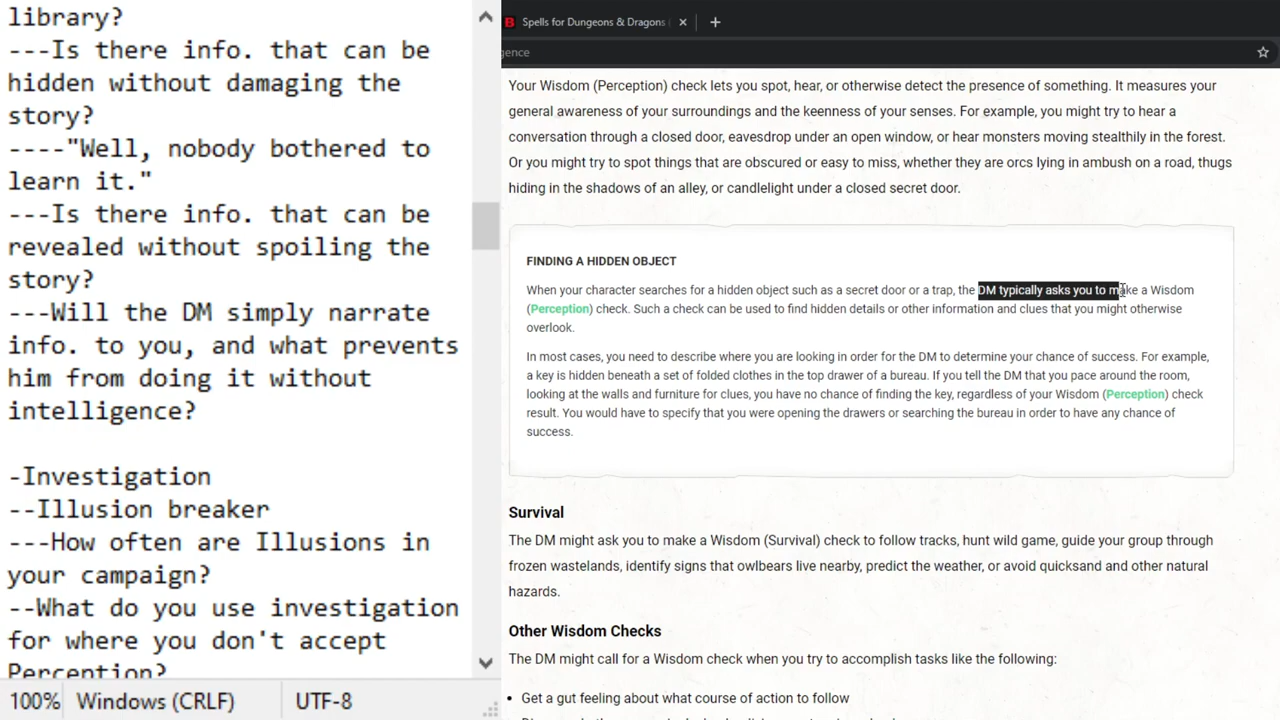 library?
---Is there info. that can be
hidden without damaging the
story?
----"Well, nobody bothered to
learn it."
---Is there info. that can be
revealed without spoiling the
story?
---Will the DM simply narrate
info. to you, and what prevents
him from doing it without
intelligence?
-Investigation
--Illusion breaker
---How often are Illusions in
your campaign?
--What do you use investigation
for where you don't accept
Perception?
100%
Windows (CRLF)
UTF-8
B
Spells for Dungeons & Dragons
gence
Your Wisdom (Perception) check lets you spot, hear, or otherwise detect the presence of something. It measures your
general awareness of your surroundings and the keenness of your senses. For example, you might try to hear a
conversation through a closed door, eavesdrop under an open window, or hear monsters moving stealthily in the forest.
Or you might try to spot things that are obscured or easy to miss, whether they are orcs lying in ambush on a road, thugs
hiding in the shadows of an alley, or candlelight under a closed secret door.
FINDING A HIDDEN OBJECT
When your character searches for a hidden object such as a secret door or a trap, the DM typically asks you to make a Wisdom
(Perception) check. Such a check can be used to find hidden details or other information and clues that you might otherwise
overlook.
In most cases, you need to describe where you are looking in order for the DM to determine your chance of success. For example,
a key is hidden beneath a set of folded clothes in the top drawer of a bureau. If you tell the DM that you pace around the room,
looking at the walls and furniture for clues, you have no chance of finding the key, regardless of your Wisdom (Perception) check
result. You would have to specify that you were opening the drawers or searching the bureau in order to have any chance of
success.
Survival
The DM might ask you to make a Wisdom (Survival) check to follow tracks, hunt wild game, guide your group through
frozen wastelands, identify signs that owlbears live nearby, predict the weather, or avoid quicksand and other natural
hazards.
Other Wisdom Checks
The DM might call for a Wisdom check when you try to accomplish tasks like the following:
• Get a gut feeling about what course of action to follow